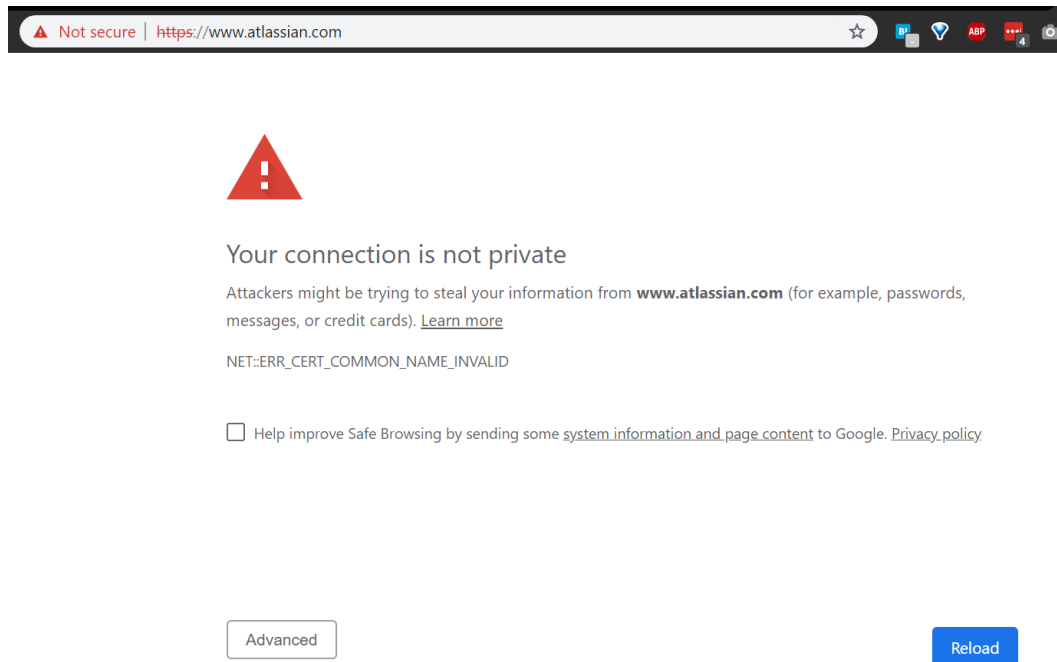 Not secure | https://www.atlassian.com
ABP
4
Your connection is not private
Attackers might be trying to steal your information from www.atlassian.com (for example, passwords,
messages, or credit cards). Learn more
NET::ERR_CERT_COMMON_NAME_INVALID
Help improve Safe Browsing by sending some system information and page content to Google. Privacy policy
Advanced
Reload